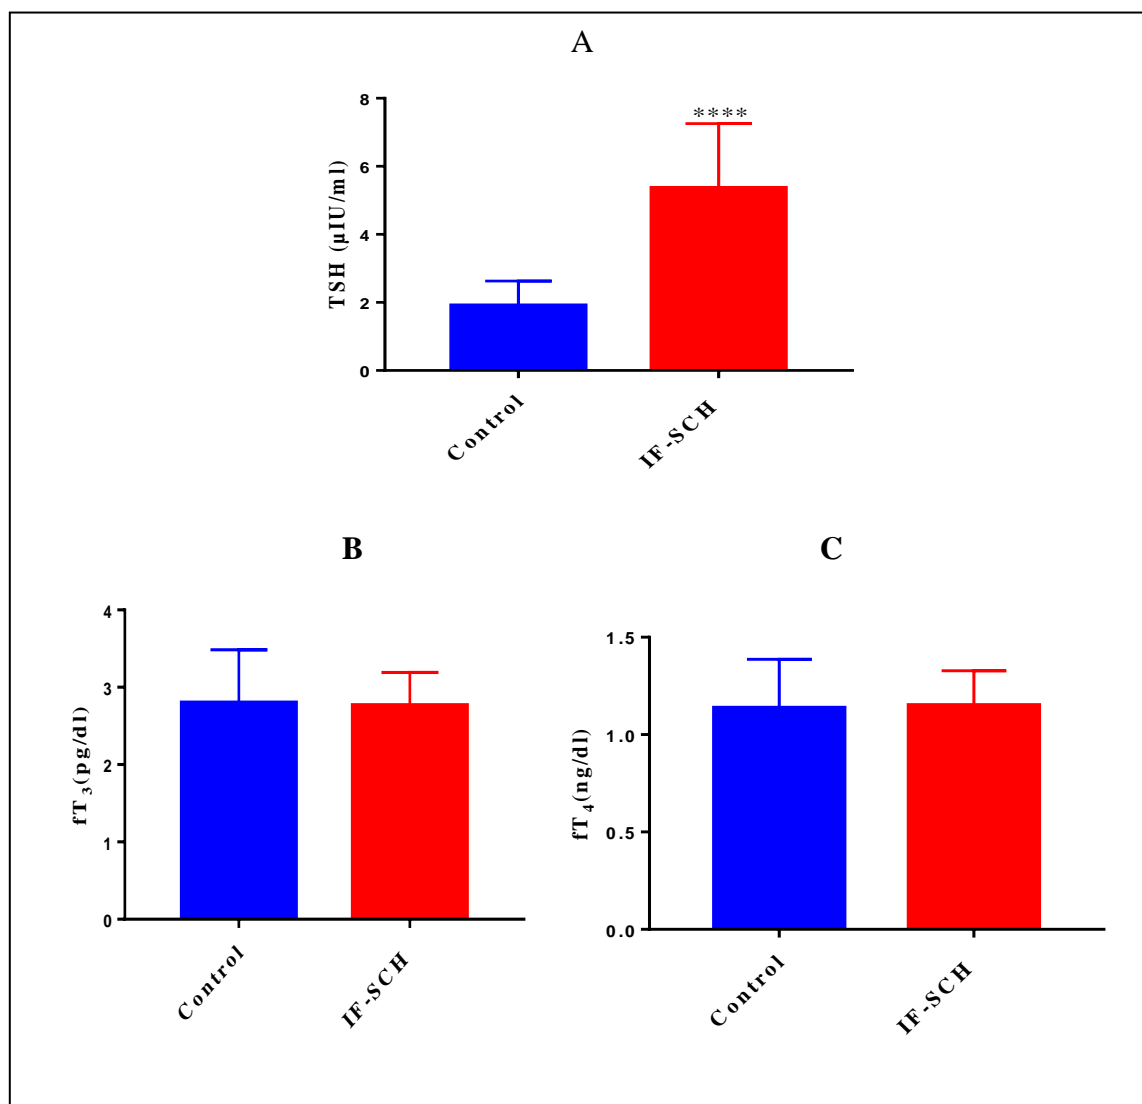 A
8
6
4
2
0
TSH (µIU/ml)
****
Control
IF-SCH
B
4
3
2
1
0
fT₃(pg/dl)
Control
IF-SCH
C
1.5
1.0
0.5
0.0
fT₄(ng/dl)
Control
IF-SCH